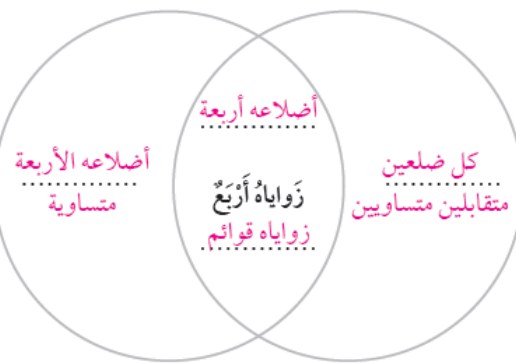 أضلاعه أربعة
كل ضلعين
متقابلين متساويين
أضلاعه الأربعة
متساوية
زَواياهُ أَرْبَعٌ
زواياه قوائم